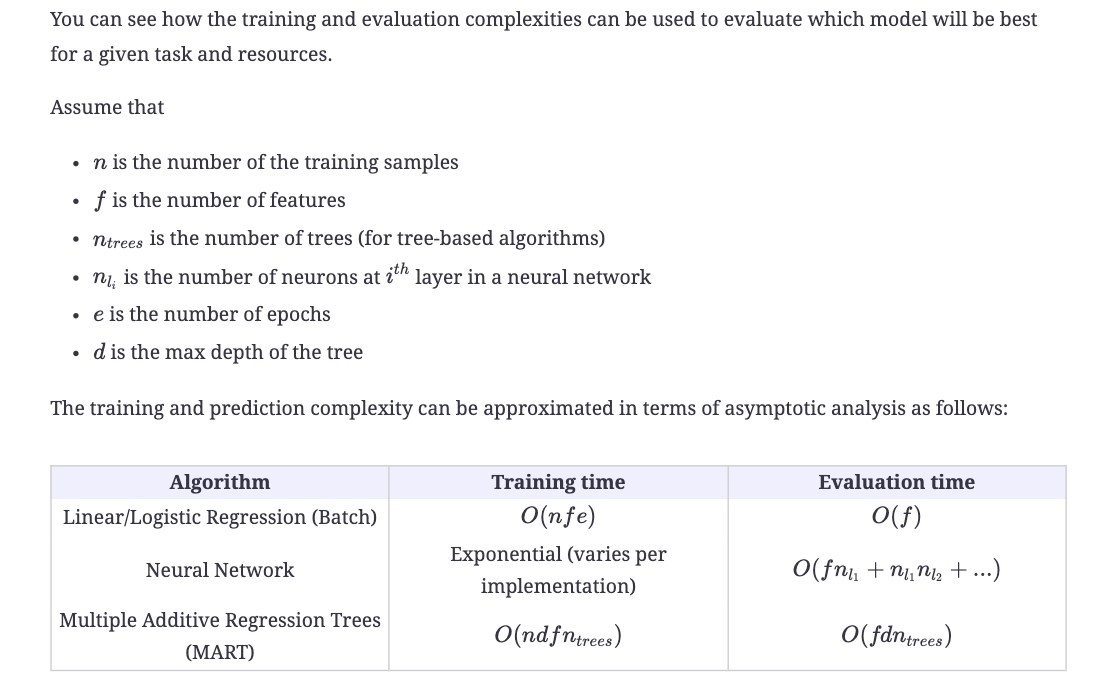 You can see how the training and evaluation complexities can be used to evaluate which model will be best
for a given task and resources.
Assume that
• n is the number of the training samples
• f is the number of features
• n_trees is the number of trees (for tree-based algorithms)
• n_{l_i} is the number of neurons at i^{th} layer in a neural network
• e is the number of epochs
• d is the max depth of the tree
The training and prediction complexity can be approximated in terms of asymptotic analysis as follows:
Algorithm Training time Evaluation time
Linear/Logistic Regression (Batch) O(nfe) O(f)
Neural Network Exponential (varies per
implementation) O(fn_{l_1} + n_{l_1}n_{l_2} + ...)
Multiple Additive Regression Trees
(MART) O(ndfn_{trees}) O(fdn_{trees})